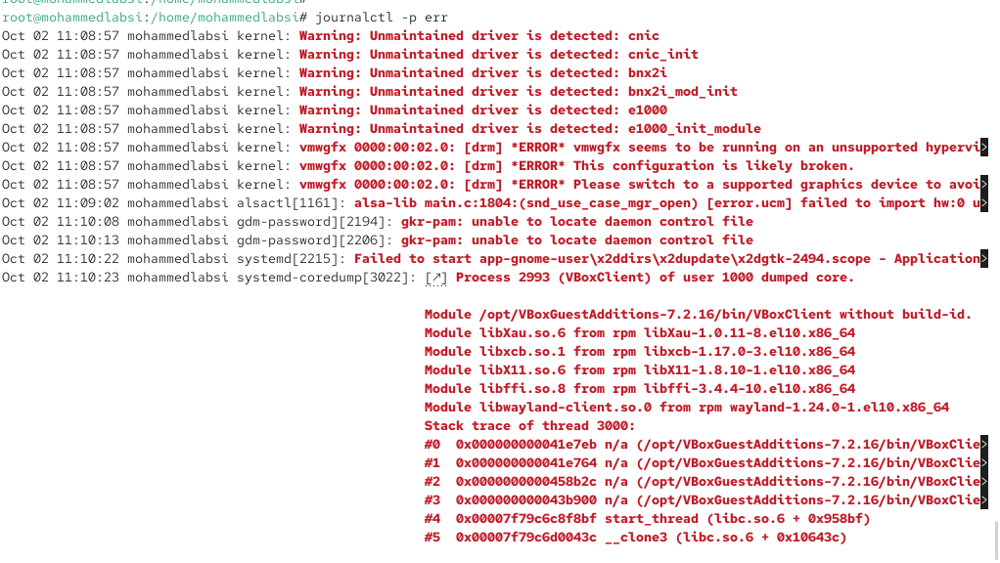 root@mohammedlabsi:/home/mohammedlabsi#
root@mohammedlabsi:/home/mohammedlabsi# journalctl -p err
Oct 02 11:08:57 mohammedlabsi kernel: Warning: Unmaintained driver is detected: cnic
Oct 02 11:08:57 mohammedlabsi kernel: Warning: Unmaintained driver is detected: cnic_init
Oct 02 11:08:57 mohammedlabsi kernel: Warning: Unmaintained driver is detected: bnx2i
Oct 02 11:08:57 mohammedlabsi kernel: Warning: Unmaintained driver is detected: bnx2i_mod_init
Oct 02 11:08:57 mohammedlabsi kernel: Warning: Unmaintained driver is detected: e1000
Oct 02 11:08:57 mohammedlabsi kernel: Warning: Unmaintained driver is detected: e1000_init_module
Oct 02 11:08:57 mohammedlabsi kernel: vmwgfx 0000:00:02.0: [drm] *ERROR* vmwgfx seems to be running on an unsupported hypervi>
Oct 02 11:08:57 mohammedlabsi kernel: vmwgfx 0000:00:02.0: [drm] *ERROR* This configuration is likely broken.
Oct 02 11:08:57 mohammedlabsi kernel: vmwgfx 0000:00:02.0: [drm] *ERROR* Please switch to a supported graphics device to avoi>
Oct 02 11:09:02 mohammedlabsi alsactl[1161]: alsa-lib main.c:1804:(snd_use_case_mgr_open) [error.ucm] failed to import hw:0 u>
Oct 02 11:10:08 mohammedlabsi gdm-password][2194]: gkr-pam: unable to locate daemon control file
Oct 02 11:10:13 mohammedlabsi gdm-password][2206]: gkr-pam: unable to locate daemon control file
Oct 02 11:10:22 mohammedlabsi systemd[2215]: Failed to start app-gnome-user\x2ddirs\x2dupdate\x2dgtk-2494.scope - Application>
Oct 02 11:10:23 mohammedlabsi systemd-coredump[3022]: [↗] Process 2993 (VBoxClient) of user 1000 dumped core.
Module /opt/VBoxGuestAdditions-7.2.16/bin/VBoxClient without build-id.
Module libXau.so.6 from rpm libXau-1.0.11-8.el10.x86_64
Module libxcb.so.1 from rpm libxcb-1.17.0-3.el10.x86_64
Module libX11.so.6 from rpm libX11-1.8.10-1.el10.x86_64
Module libffi.so.8 from rpm libffi-3.4.4-10.el10.x86_64
Module libwayland-client.so.0 from rpm wayland-1.24.0-1.el10.x86_64
Stack trace of thread 3000:
#0  0x000000000041e7eb n/a (/opt/VBoxGuestAdditions-7.2.16/bin/VBoxClie>
#1  0x000000000041e764 n/a (/opt/VBoxGuestAdditions-7.2.16/bin/VBoxClie>
#2  0x0000000000458b2c n/a (/opt/VBoxGuestAdditions-7.2.16/bin/VBoxClie>
#3  0x000000000043b900 n/a (/opt/VBoxGuestAdditions-7.2.16/bin/VBoxClie>
#4  0x00007f79c6c8f8bf start_thread (libc.so.6 + 0x958bf)
#5  0x00007f79c6d0043c __clone3 (libc.so.6 + 0x10643c)